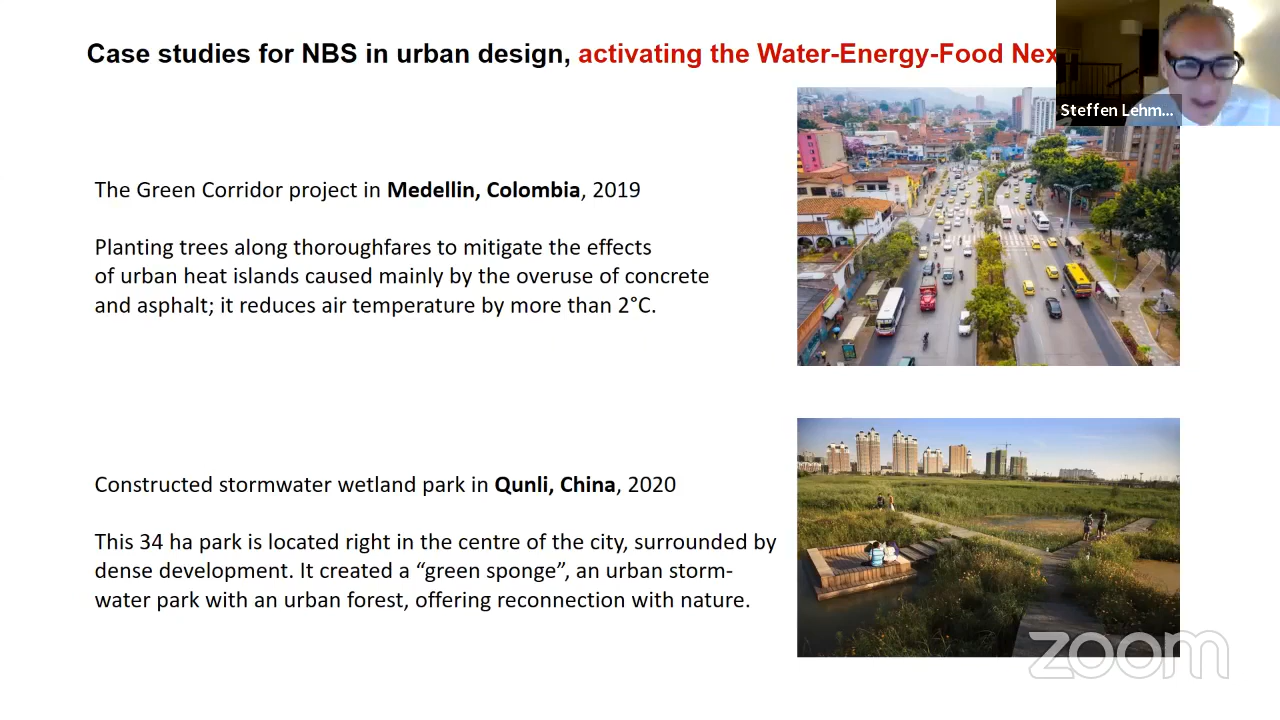 Case studies for NBS in urban design, activating the Water-Energy-Food Nex
Steffen Lehm...
The Green Corridor project in Medellin, Colombia, 2019
Planting trees along thoroughfares to mitigate the effects
of urban heat islands caused mainly by the overuse of concrete
and asphalt; it reduces air temperature by more than 2°C.
Constructed stormwater wetland park in Qunli, China, 2020
This 34 ha park is located right in the centre of the city, surrounded by
dense development. It created a “green sponge”, an urban storm-
water park with an urban forest, offering reconnection with nature.
zoom